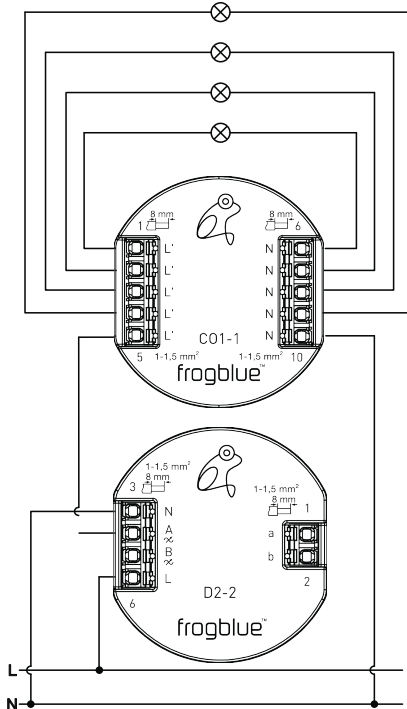 8 mm 8 mm
1 6
L' N
L' N
L' N
L' N
L' N
CO1-1
5 1-1,5 mm² 1-1,5 mm² 10
frogblue™
1-1,5 mm²
3 8 mm
1-1,5 mm²
8 mm 1
N
A a
B b
L
D2-2 2
6
frogblue™
L
N